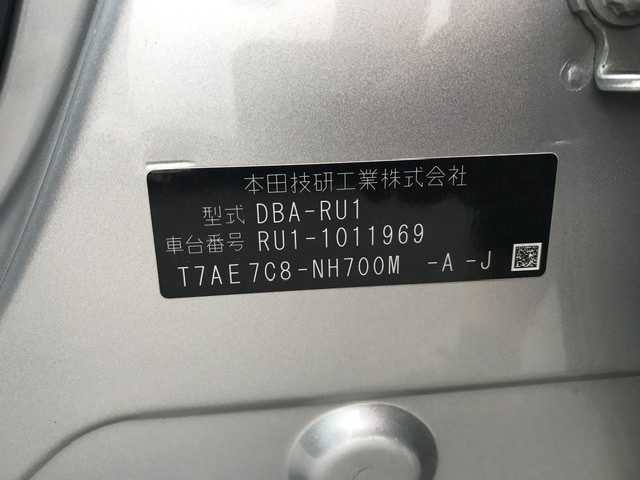 本田技研工業株式会社
型式 DBA-RU1
車台番号 RU1-1011969
T7AE7C8-NH700M -A-J